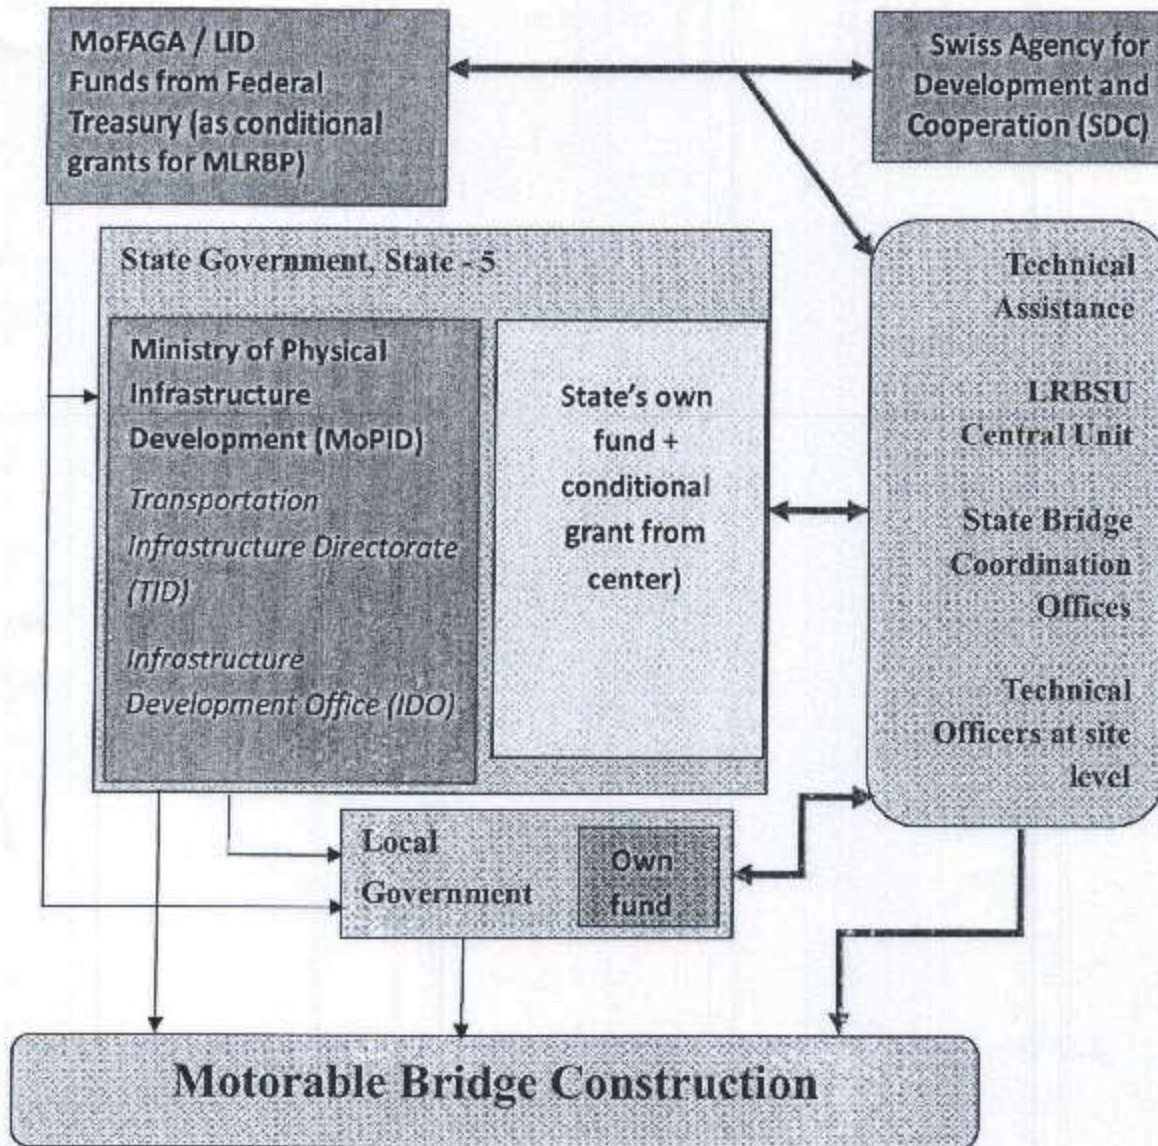 MoFAGA / LID
Funds from Federal
Treasury (as conditional
grants for MLRBP)
Swiss Agency for
Development and
Cooperation (SDC)
State Government, State - 5
Ministry of Physical
Infrastructure
Development (MoPID)
Transportation
Infrastructure Directorate
(TID)
Infrastructure
Development Office (IDO)
State's own
fund +
conditional
grant from
center)
Technical
Assistance
LRBSU
Central Unit
State Bridge
Coordination
Offices
Technical
Officers at site
level
Local
Government
Own
fund
Motorable Bridge Construction